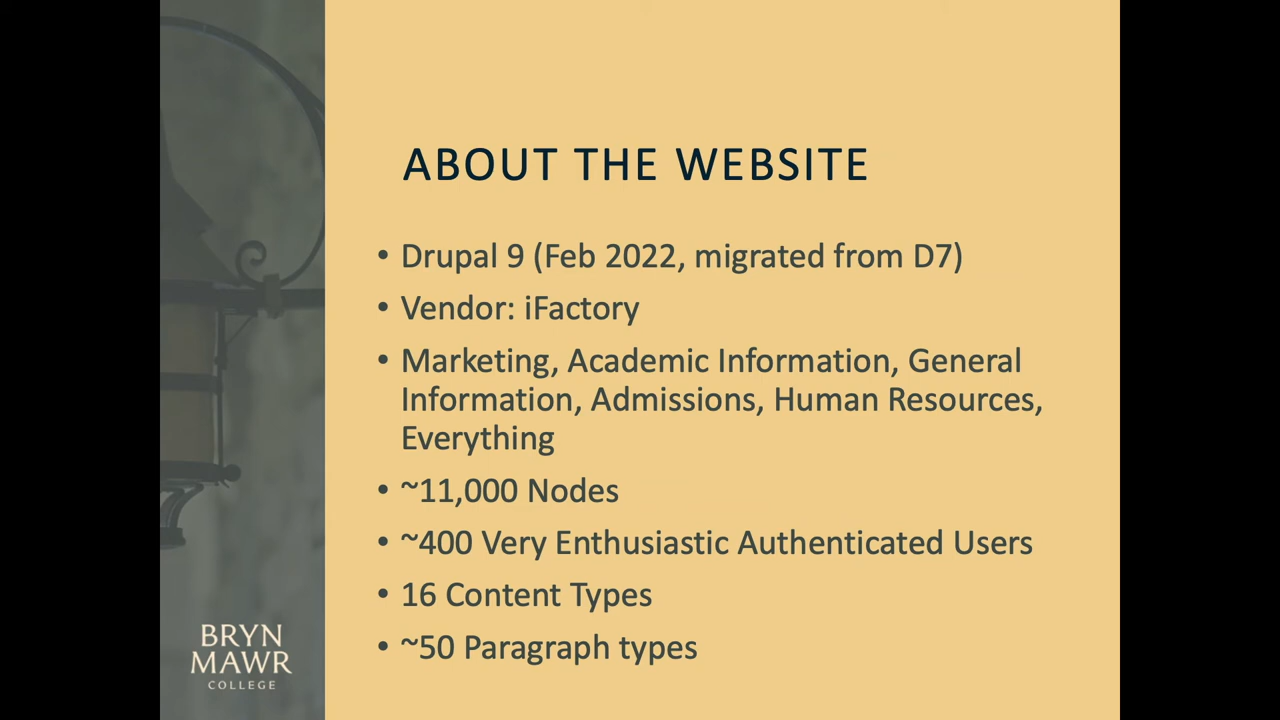 ABOUT THE WEBSITE
• Drupal 9 (Feb 2022, migrated from D7)
• Vendor: iFactory
• Marketing, Academic Information, General
Information, Admissions, Human Resources,
Everything
• ~11,000 Nodes
• ~400 Very Enthusiastic Authenticated Users
• 16 Content Types
• ~50 Paragraph types
BRYN
MAWR
COLLEGE